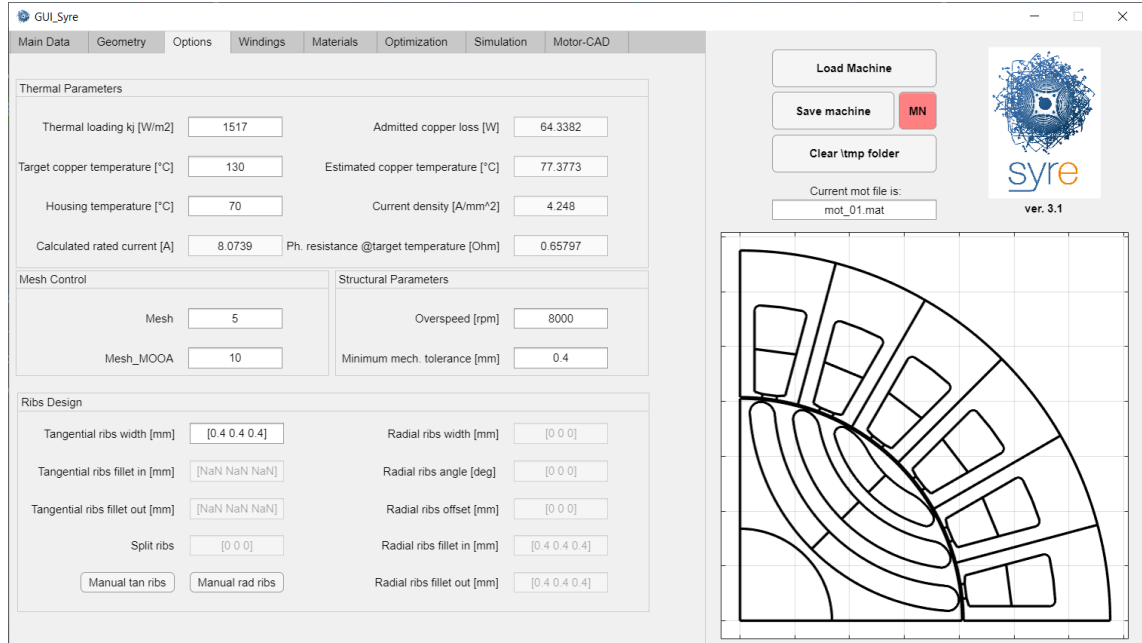 GUI_Syre
Main Data Geometry Options Windings Materials Optimization Simulation Motor-CAD
Thermal Parameters
Thermal loading kj [W/m2] 1517 Admitted copper loss [W] 64.3382
Target copper temperature [°C] 130 Estimated copper temperature [°C] 77.3773
Housing temperature [°C] 70 Current density [A/mm^2] 4.248
Calculated rated current [A] 8.0739 Ph. resistance @target temperature [Ohm] 0.65797
Mesh Control
Mesh 5
Mesh_MOOA 10
Structural Parameters
Overspeed [rpm] 8000
Minimum mech. tolerance [mm] 0.4
Ribs Design
Tangential ribs width [mm] [0.4 0.4 0.4] Radial ribs width [mm] [0 0 0]
Tangential ribs fillet in [mm] [NaN NaN NaN] Radial ribs angle [deg] [0 0 0]
Tangential ribs fillet out [mm] [NaN NaN NaN] Radial ribs offset [mm] [0 0 0]
Split ribs [0 0 0] Radial ribs fillet in [mm] [0.4 0.4 0.4]
Manual tan ribs Manual rad ribs Radial ribs fillet out [mm] [0.4 0.4 0.4]
Load Machine
Save machine MN
Clear \tmp folder
Current mot file is:
mot_01.mat
syre
ver. 3.1